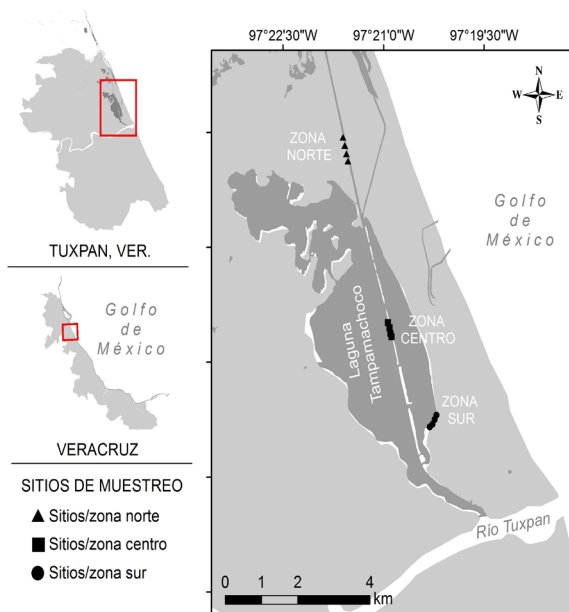 TUXPAN, VER.
Golfo
de
México
VERACRUZ
SITIOS DE MUESTREO
Sitios/zona norte
Sitios/zona centro
Sitios/zona sur
97°22'30"W
97°21'0"W
97°19'30"W
N
W
E
S
ZONA
NORTE
Golfo
de
México
Laguna
Tampamachoco
ZONA
CENTRO
ZONA
SUR
Río Tuxpan
0 1 2 4
km